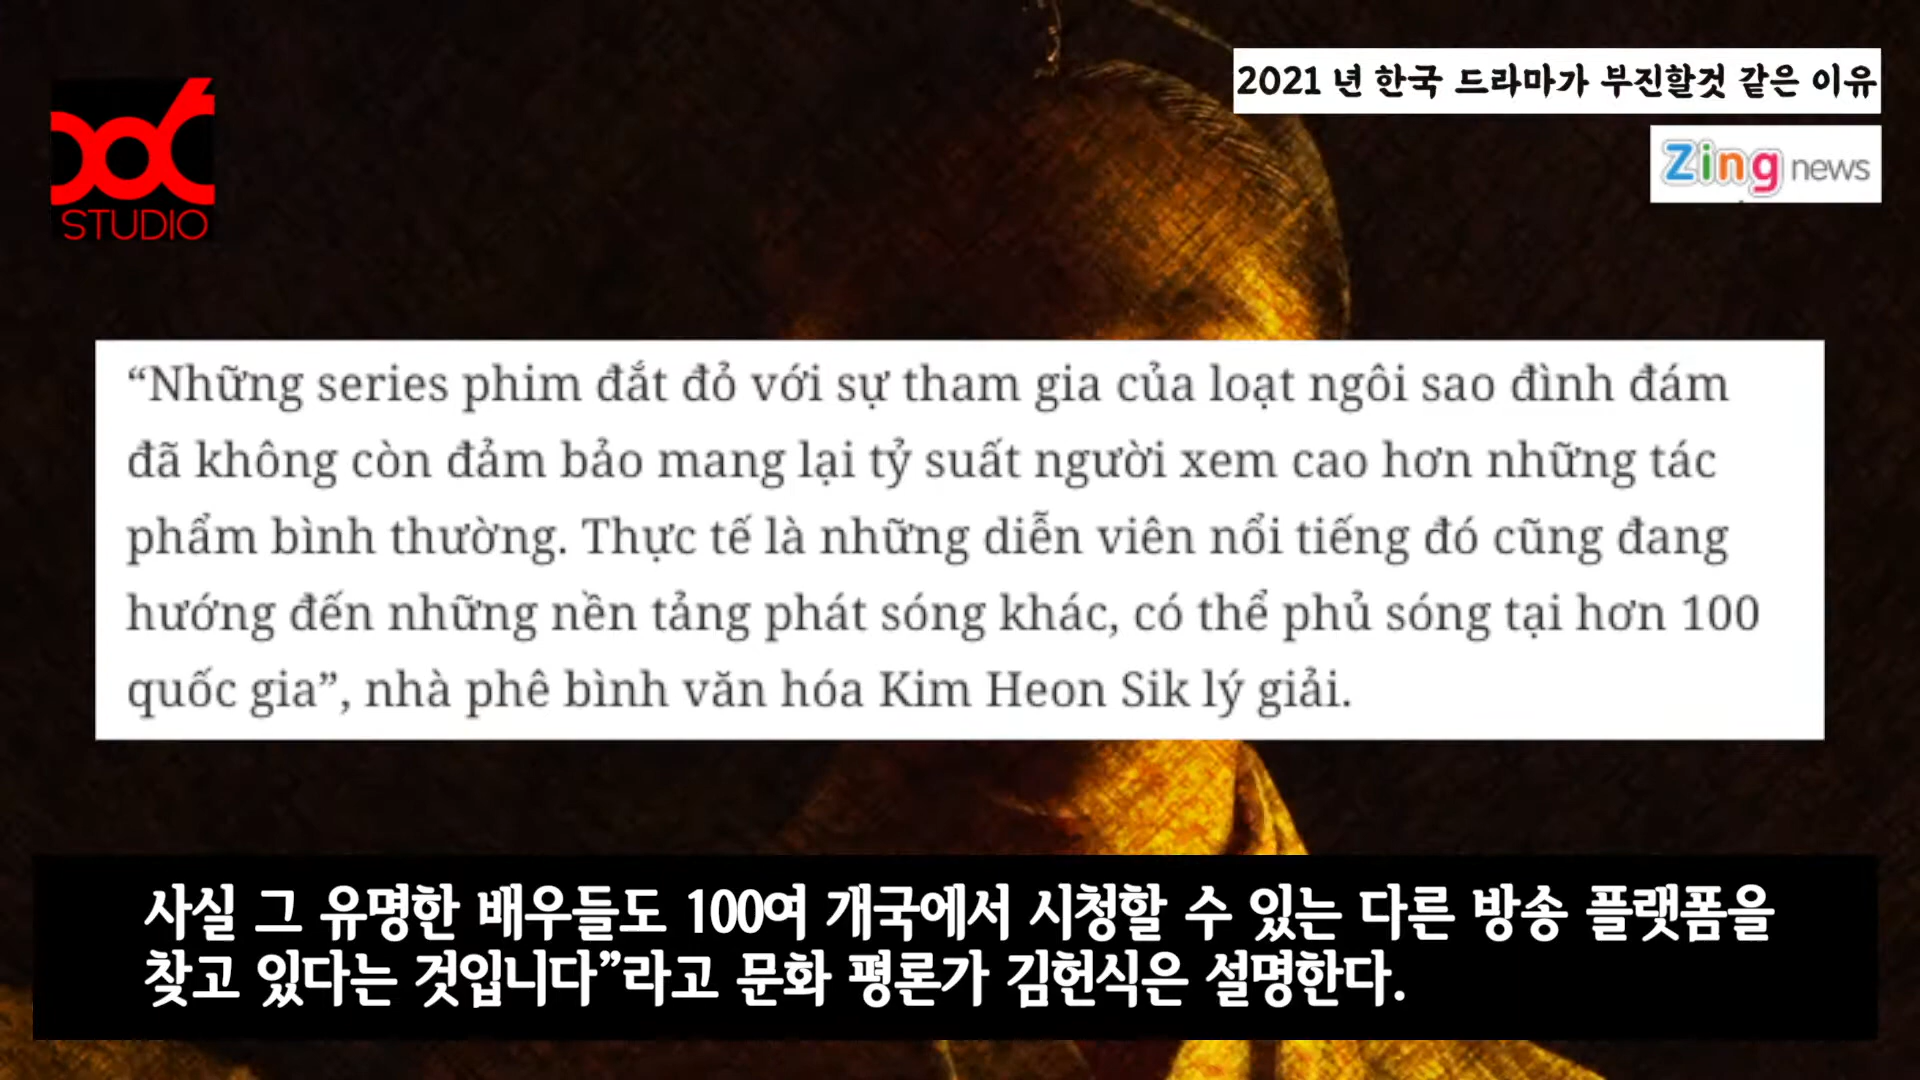 2021 년 한국 드라마가 부진할것 같은 이유
STUDIO
Zing news
“Những series phim đắt đỏ với sự tham gia của loạt ngôi sao đình đám
đã không còn đảm bảo mang lại tỷ suất người xem cao hơn những tác
phẩm bình thường. Thực tế là những diễn viên nổi tiếng đó cũng đang
hướng đến những nền tảng phát sóng khác, có thể phủ sóng tại hơn 100
quốc gia”, nhà phê bình văn hóa Kim Heon Sik lý giải.
사실 그 유명한 배우들도 100여 개국에서 시청할 수 있는 다른 방송 플랫폼을
찾고 있다는 것입니다”라고 문화 평론가 김헌식은 설명한다.